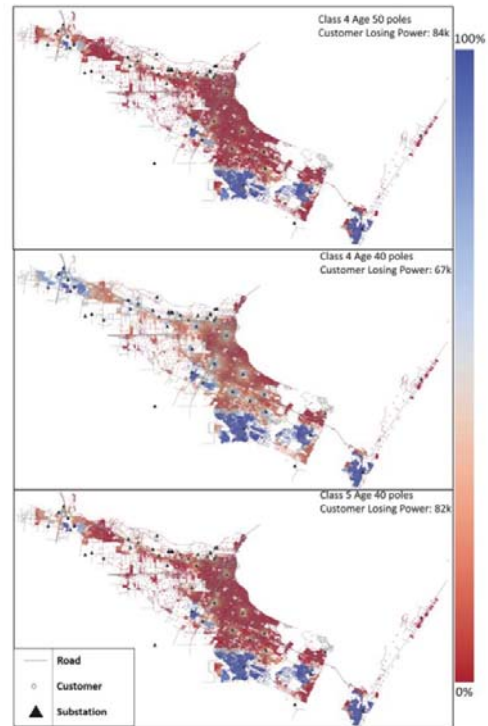 Class 4 Age 50 poles
Customer Losing Power: 84k
100%
Class 4 Age 40 poles
Customer Losing Power: 67k
Class 5 Age 40 poles
Customer Losing Power: 82k
Road
Customer
Substation
0%